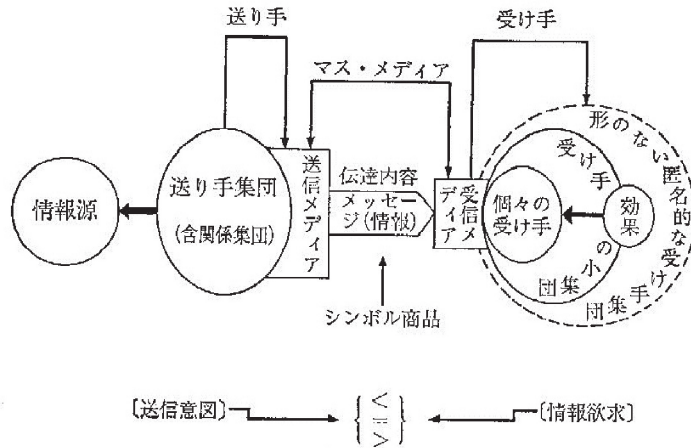 送り手
受け手
マス・メディア
情報源
送り手集団
(含関係集団)
送信メディア
伝達内容
メッセー
ジ(情報)
受信メ
ディア
個々の
受け手
効果
受け手の小集団
形のない匿名的な受け手集団
シンボル商品
〔送信意図〕
{<=>}
〔情報欲求〕